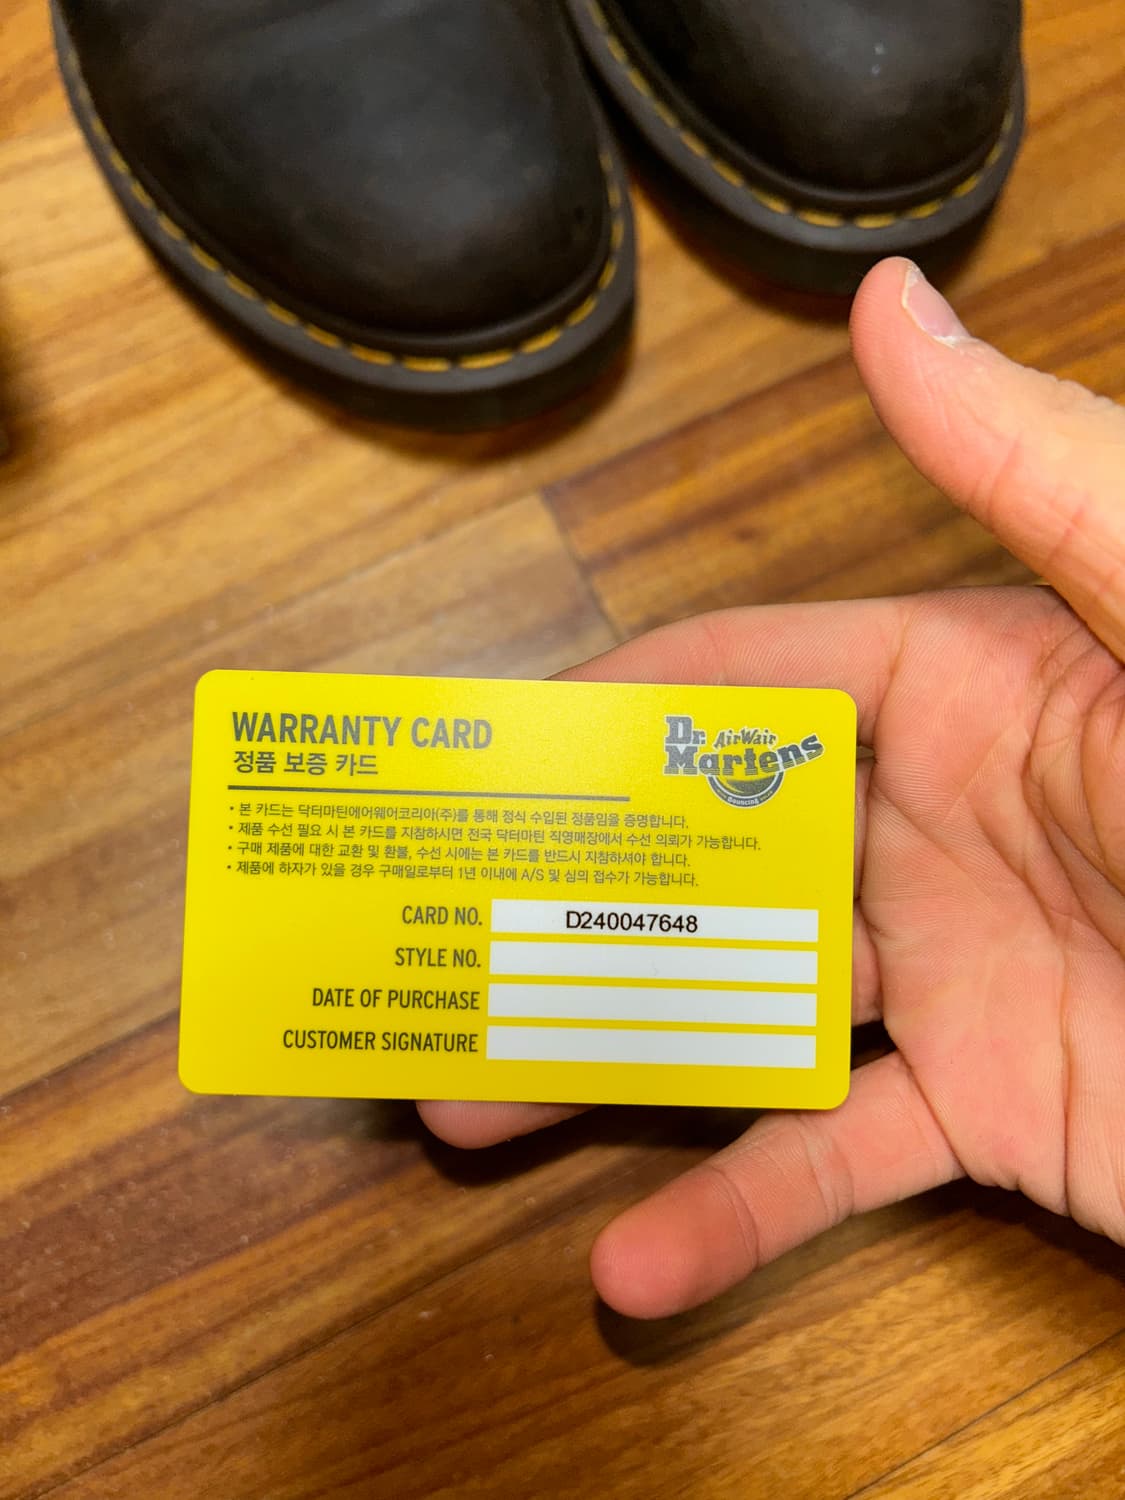 WARRANTY CARD
정품 보증 카드
Dr. AirWair
Martens
Bouncing
• 본 카드는 닥터마틴에어웨어코리아(주)를 통해 정식 수입된 정품임을 증명합니다.
• 제품 수선 필요 시 본 카드를 지참하시면 전국 닥터마틴 직영매장에서 수선 의뢰가 가능합니다.
• 구매 제품에 대한 교환 및 환불, 수선 시에는 본 카드를 반드시 지참하셔야 합니다.
• 제품에 하자가 있을 경우 구매일로부터 1년 이내에 A/S 및 심의 접수가 가능합니다.
CARD NO. D240047648
STYLE NO.
DATE OF PURCHASE
CUSTOMER SIGNATURE